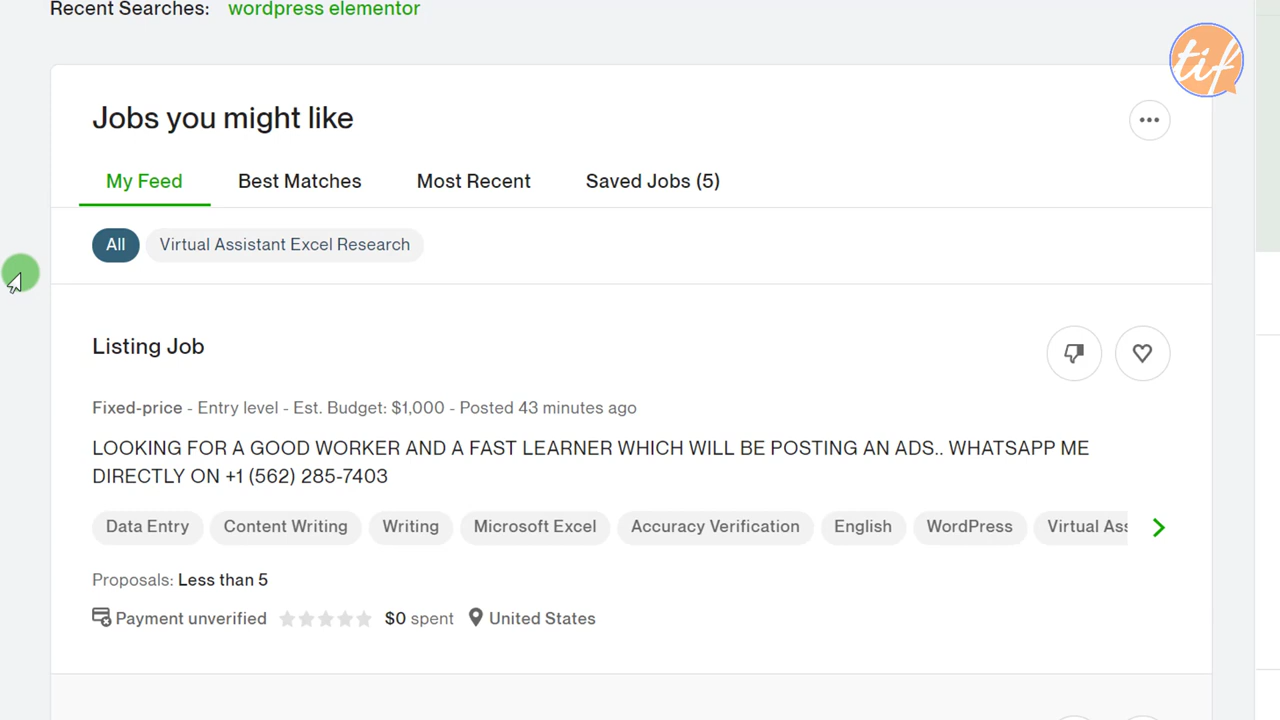 Recent Searches: wordpress elementor
tif
Jobs you might like
My Feed Best Matches Most Recent Saved Jobs (5)
All Virtual Assistant Excel Research
Listing Job
Fixed-price - Entry level - Est. Budget: $1,000 - Posted 43 minutes ago
LOOKING FOR A GOOD WORKER AND A FAST LEARNER WHICH WILL BE POSTING AN ADS.. WHATSAPP ME
DIRECTLY ON +1 (562) 285-7403
Data Entry Content Writing Writing Microsoft Excel Accuracy Verification English WordPress Virtual Ass
Proposals: Less than 5
Payment unverified $0 spent United States